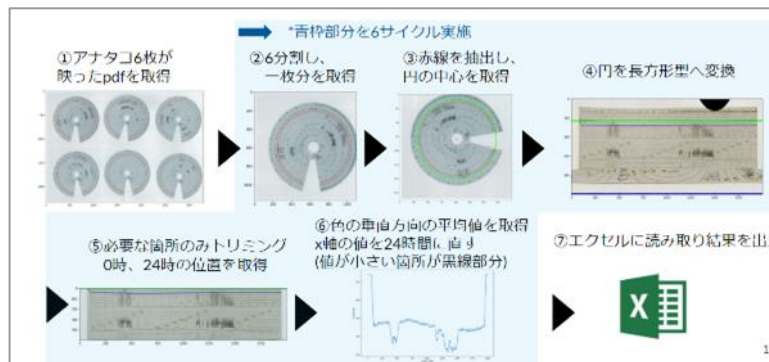 *青枠部分を6サイクル実施
①アナタコ6枚が
映ったpdfを取得
②6分割し、
一枚分を取得
③赤線を抽出し、
円の中心を取得
④円を長方形型へ変換
⑤必要な箇所のみトリミング
0時、24時の位置を取得
⑥色の垂直方向の平均値を取得
x軸の値を24時間に直す
(値が小さい箇所が黒線部分)
⑦エクセルに読み取り結果を出
X
1